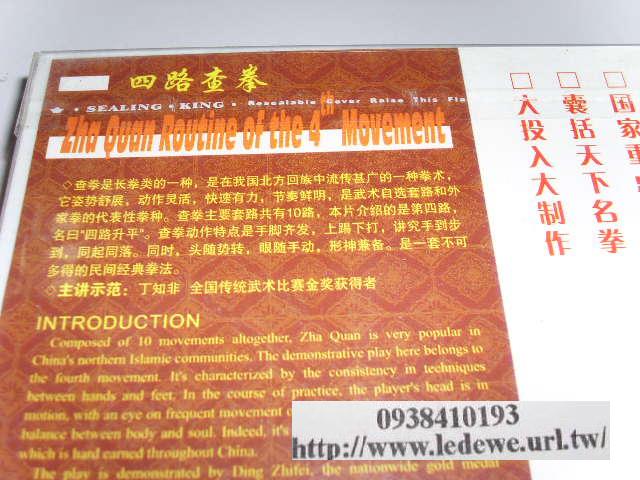 四路查拳
• SEALING • KING • Resealable Cover Raise This Fla
Zha Quan Routine of the 4th Movement
◇查拳是长拳类的一种，是在我国北方回族中流传甚广的一种拳术，
它姿势舒展，动作灵活，快速有力，节奏鲜明，是武术自选套路和外
家拳的代表性拳种。查拳主要套路共有10路，本片介绍的是第四路，
名曰"四路升平"。查拳动作特点是手脚齐发，上踢下打，讲究手到步
到，同起同落。同时，头随势转，眼随手动，形神兼备。是一套不可
多得的民间经典拳法。
◇主讲示范：丁知非 全国传统武术比赛金奖获得者
INTRODUCTION
Composed of 10 movements altogether, Zha Quan is very popular in
China's northern Islamic communities. The demonstrative play here belongs to
the fourth movement. It's charaterized by the consistency in techniques
between hands and feet. In the course of practice, the player's head is in
motion, with an eye on frequent movement o
balance between body and soul. Indeed, it's
which is hard earned throughout China.
The play is demonstrated by Ding Zhifei, the nationwide gold medal
□国家重
□囊括天下名拳
□大投入大制作
0938410193
http://www.ledewe.url.tw/